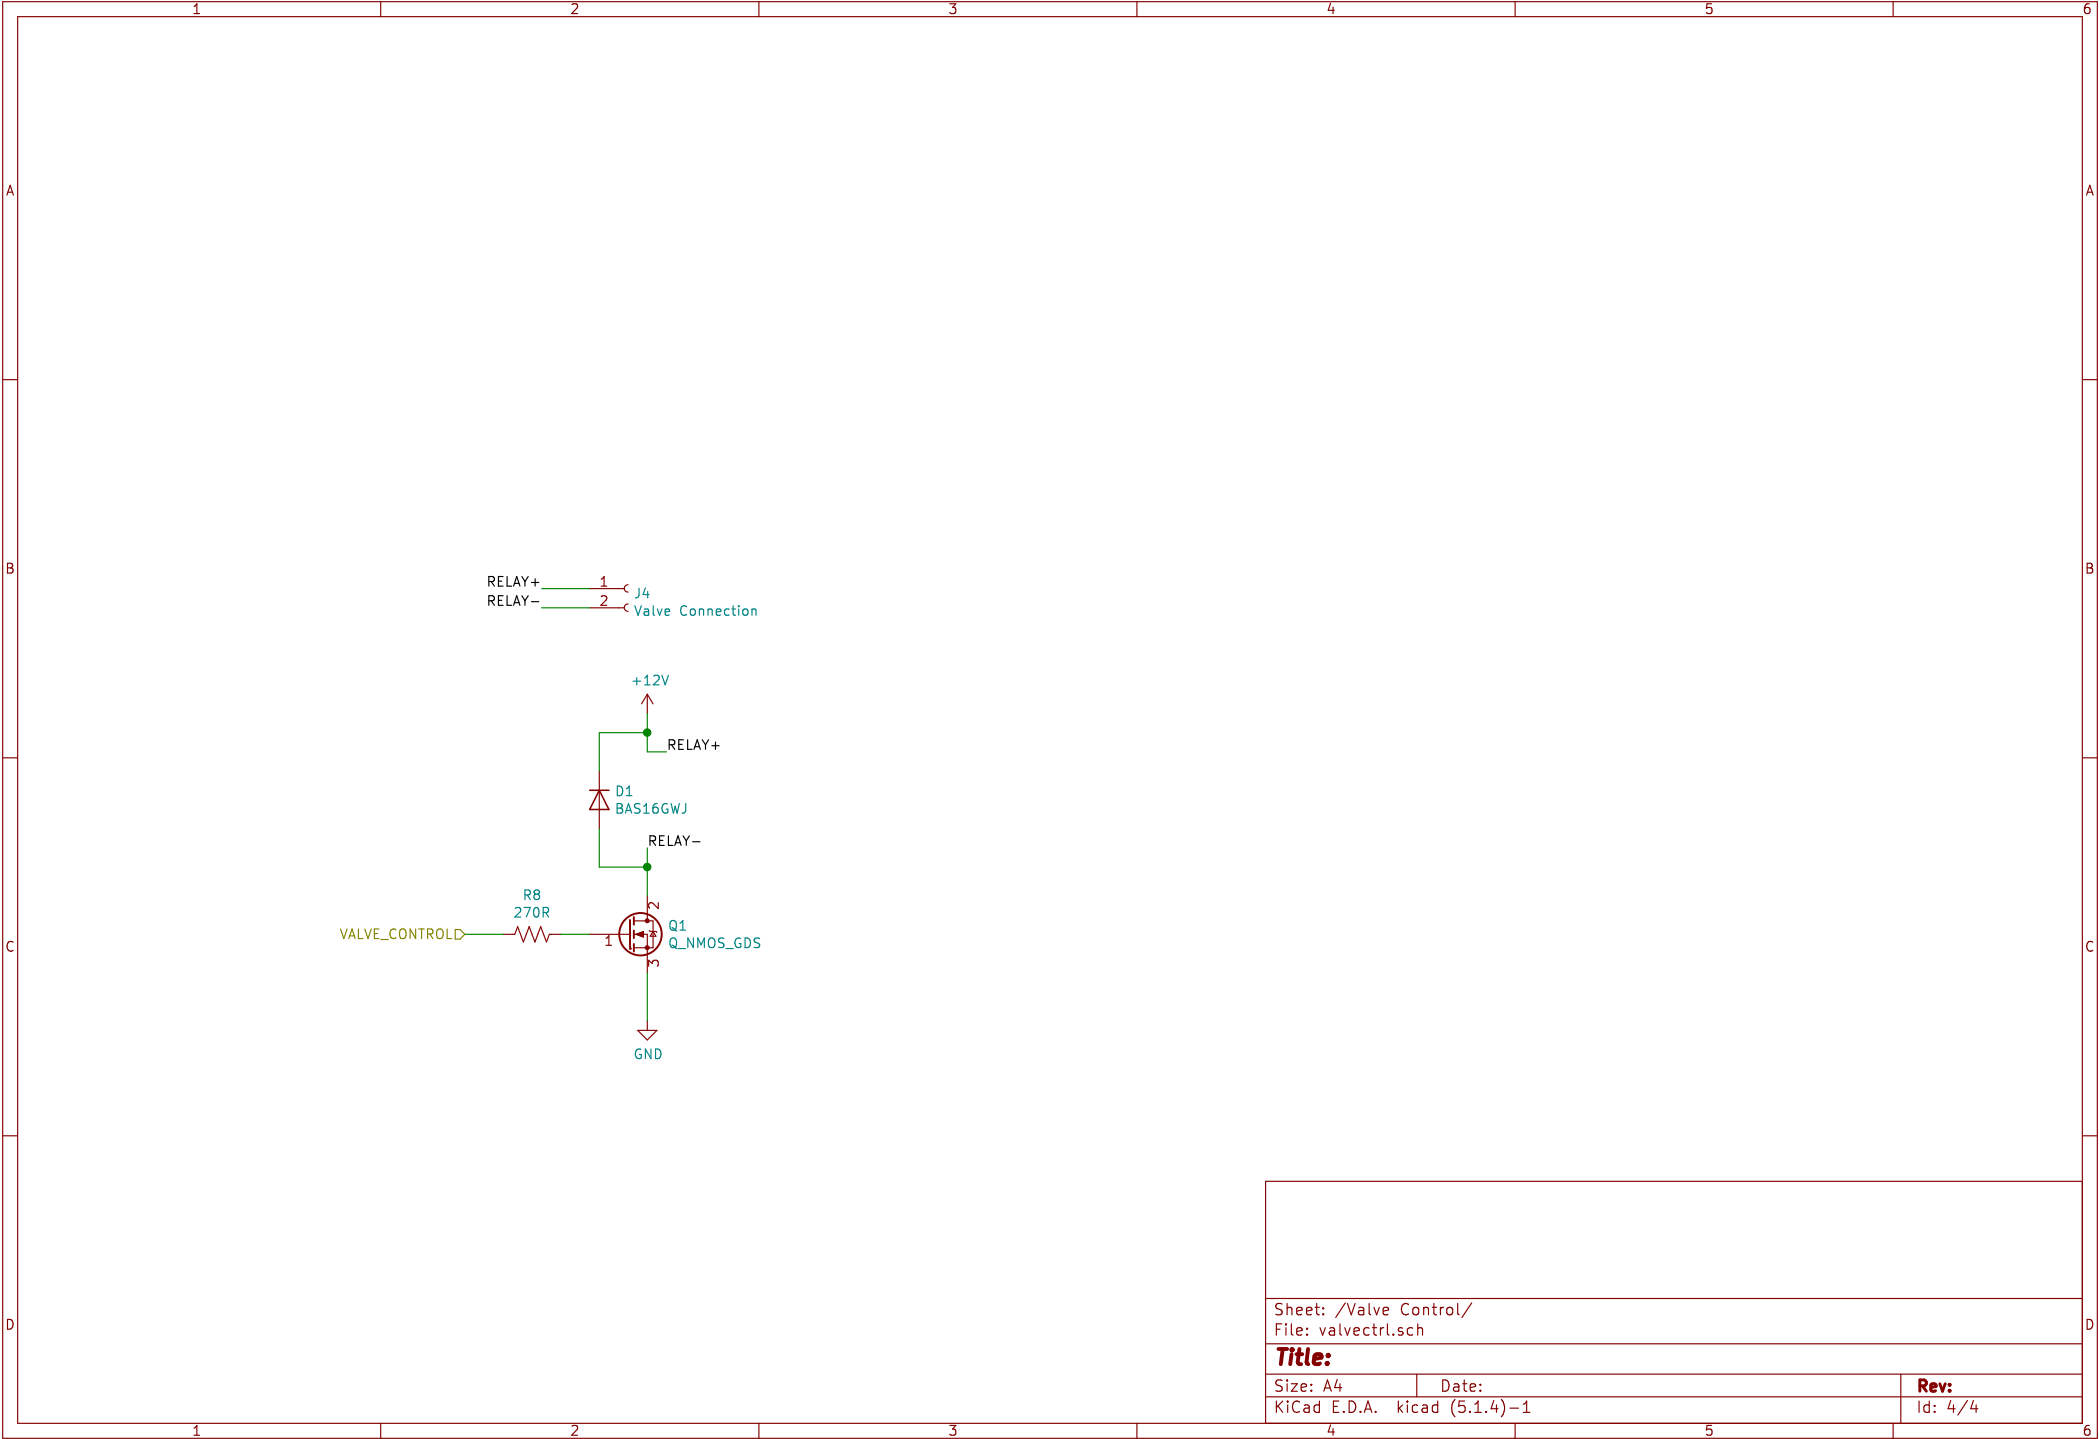 1 2 3 4 5 6
A A
B B
C C
D D
RELAY+ 1
RELAY- 2
J4
Valve Connection
+12V
RELAY+
D1
BAS16GWJ
RELAY-
R8
270R
VALVE_CONTROL
1
2
3
Q1
Q_NMOS_GDS
GND
Sheet: /Valve Control/
File: valvectrl.sch
Title:
Size: A4 Date: Rev:
KiCad E.D.A. kicad (5.1.4)-1 Id: 4/4
1 2 3 4 5 6